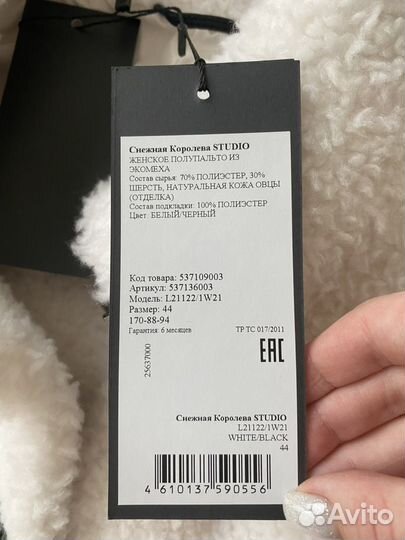 Снежная Королева STUDIO
ЖЕНСКОЕ ПОЛУПАЛЬТО ИЗ
ЭКОМЕХА
Состав сырья: 70% ПОЛИЭСТЕР, 30%
ШЕРСТЬ, НАТУРАЛЬНАЯ КОЖА ОВЦЫ
(ОТДЕЛКА)
Состав подкладки: 100% ПОЛИЭСТЕР
Цвет БЕЛЫЙ/ЧЕРНЫЙ
Код товара: 537109003
Артикул: 537136003
Модель: L21122/1W21
Размер: 44
170-88-94
Гарантия: 6 месяцев ТР ТС 017/2011
25637000
ЕАС
Снежная Королева STUDIO
L21122/1W21
WHITE/BLACK
44
4 610137 590556
Avito